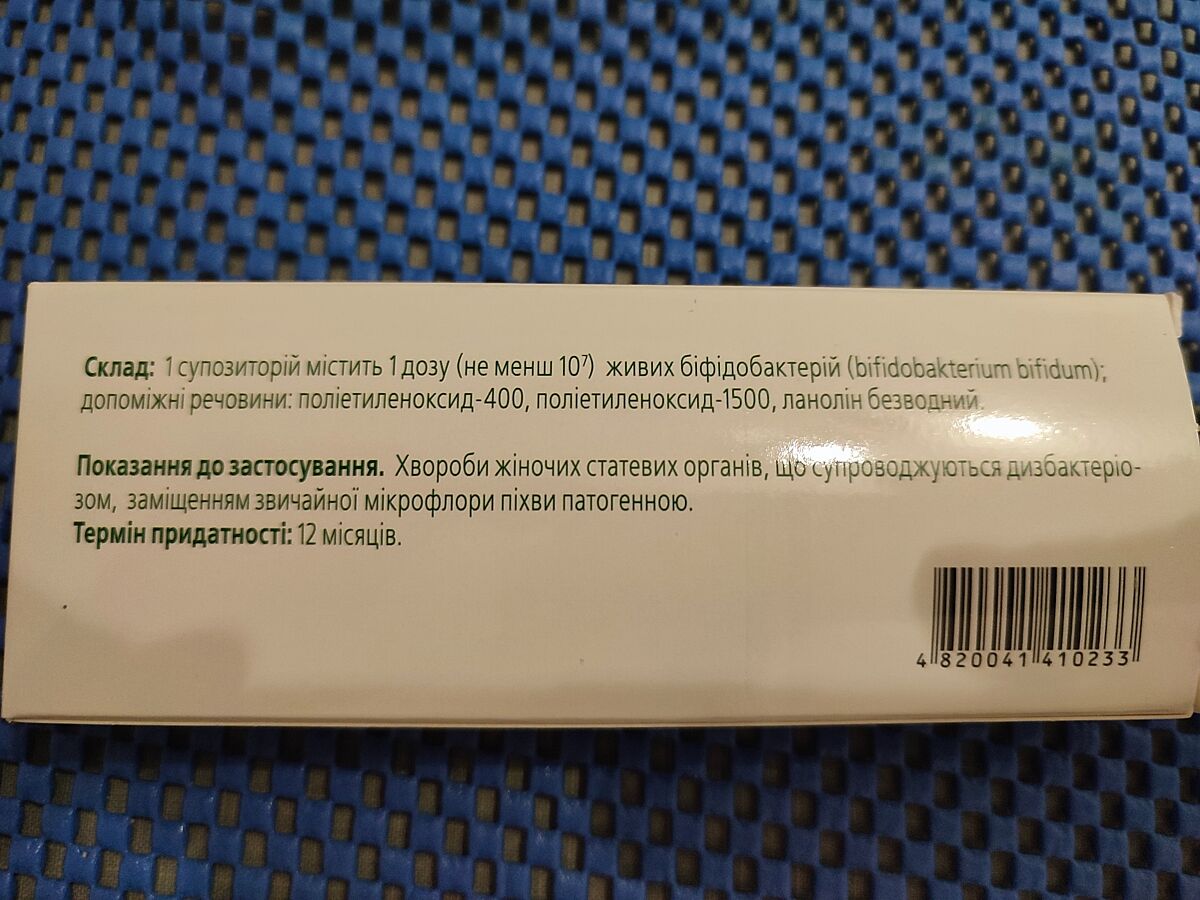 Склад: 1 супозиторій містить 1 дозу (не менш 10⁷) живих біфідобактерій (bifidobakterium bifidum);
допоміжні речовини: поліетиленоксид-400, поліетиленоксид-1500, ланолін безводний.
Показання до застосування. Хвороби жіночих статевих органів, що супроводжуються дизбактеріо-
зом, заміщенням звичайної мікрофлори піхви патогенною.
Термін придатності: 12 місяців.
4 820041 410233